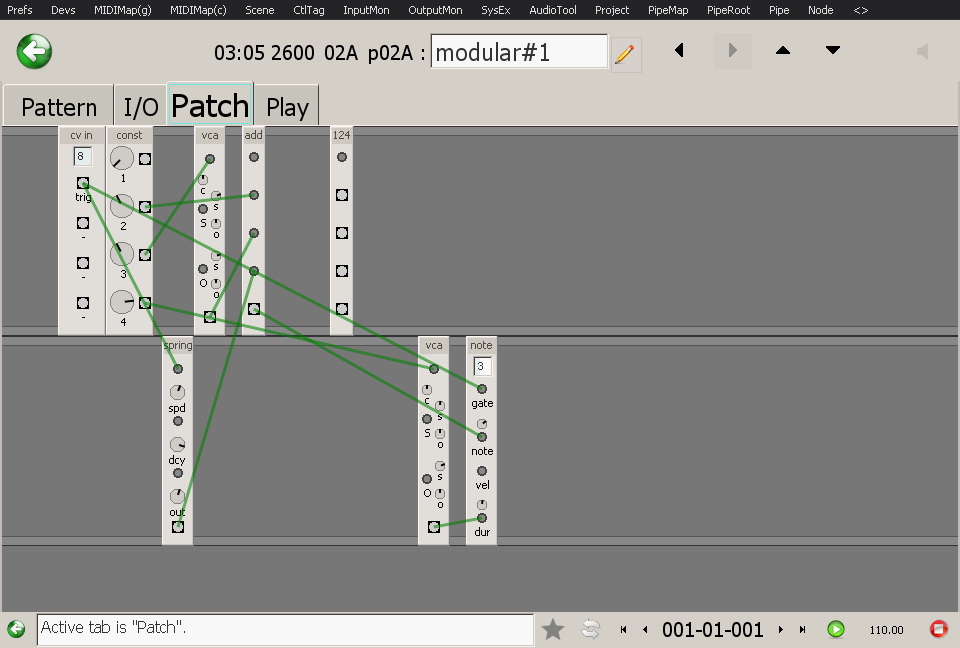 Prefs Devs MIDIMap(g) MIDIMap(c) Scene CtlTag InputMon OutputMon SysEx AudioTool Project PipeMap PipeRoot Pipe Node <>
03:05 2600 02A p02A : modular#1
Pattern I/O Patch Play
cv in const vca add 124
8
1
trig
c
s
2
S
o
-
s
3
-
O
o
4
-
spring vca note
3
spd
c
s
gate
S
o
dcy
note
s
vel
O
o
out
dur
Active tab is "Patch".
001-01-001
110.00